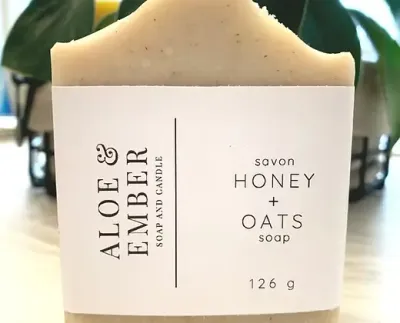 ALOE &
EMBER
SOAP AND CANDLE
savon
HONEY
+
OATS
soap
126 g